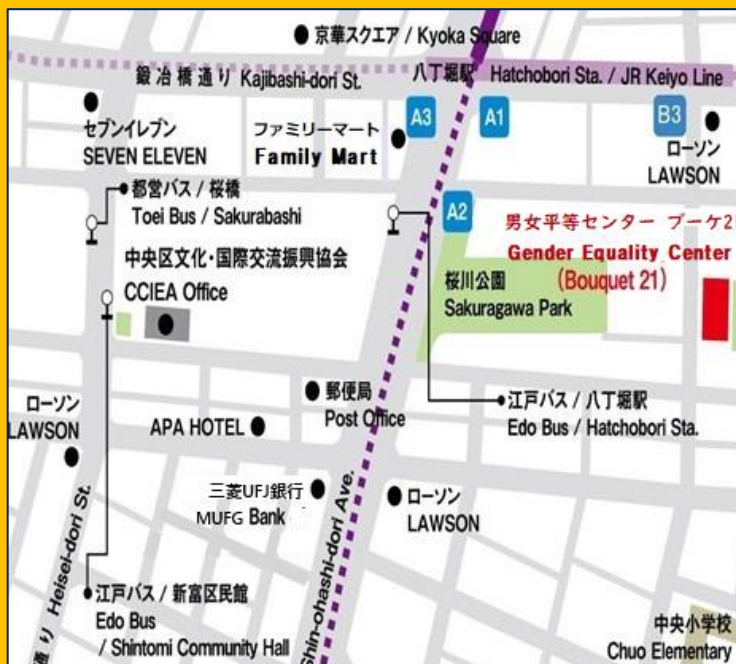 京華スクエア / Kyoka Square
鍛冶橋通り Kajibashi-dori St.
八丁堀駅 Hatchobori Sta. / JR Keiyo Line
セブンイレブン
SEVEN ELEVEN
ファミリーマート
Family Mart
A3
A1
B3
ローソン
LAWSON
都営バス / 桜橋
Toei Bus / Sakurabashi
A2
男女平等センター ブーケ2
Gender Equality Center
(Bouquet 21)
中央区文化・国際交流振興協会
CCIEA Office
桜川公園
Sakuragawa Park
郵便局
Post Office
江戸バス / 八丁堀駅
Edo Bus / Hatchobori Sta.
ローソン
LAWSON
APA HOTEL
三菱UFJ銀行
MUFG Bank
ローソン
LAWSON
通り Heisei-dori St.
Shin-ohashi-dori Ave.
江戸バス / 新富区民館
Edo Bus
/ Shintomi Community Hall
中央小学校
Chuo Elementary